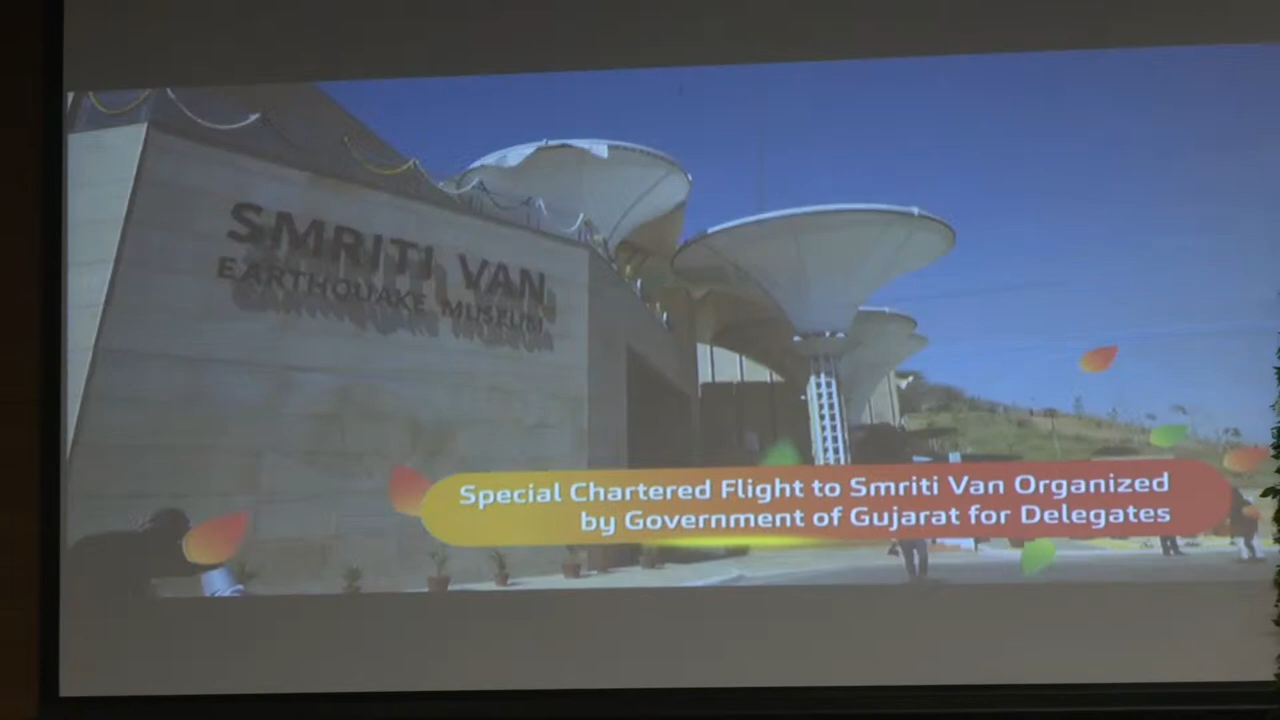 SMRITI VAN
EARTHQUAKE MUSEUM
Special Chartered Flight to Smriti Van Organized
by Government of Gujarat for Delegates